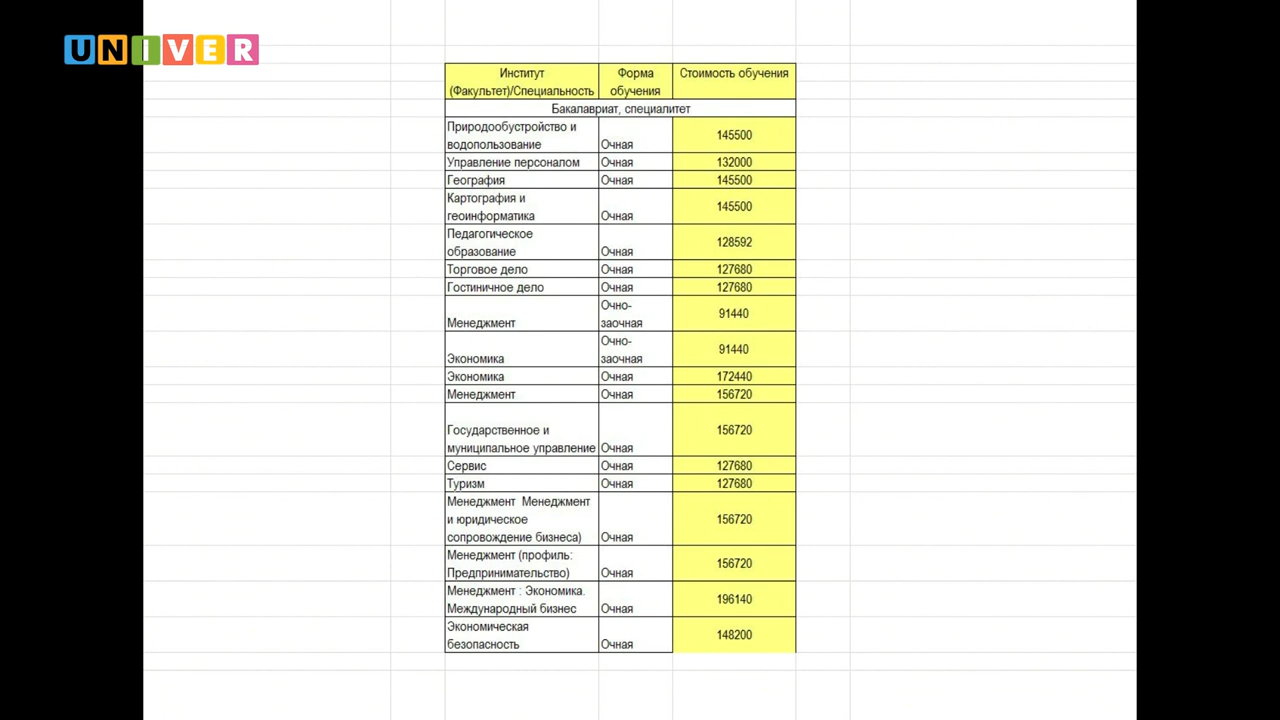 UNIVER
Институт Форма Стоимость обучения
(Факультет)/Специальность обучения
Бакалавриат, специалитет
Природообустройство и
водопользование Очная 145500
Управление персоналом Очная 132000
География Очная 145500
Картография и
геоинформатика Очная 145500
Педагогическое
образование Очная 128592
Торговое дело Очная 127680
Гостиничное дело Очная 127680
Очно-
Менеджмент заочная 91440
Очно-
Экономика заочная 91440
Экономика Очная 172440
Менеджмент Очная 156720
Государственное и
муниципальное управление Очная 156720
Сервис Очная 127680
Туризм Очная 127680
Менеджмент Менеджмент
и юридическое 156720
сопровождение бизнеса) Очная
Менеджмент (профиль:
Предпринимательство) Очная 156720
Менеджмент : Экономика.
Международный бизнес Очная 196140
Экономическая
безопасность Очная 148200